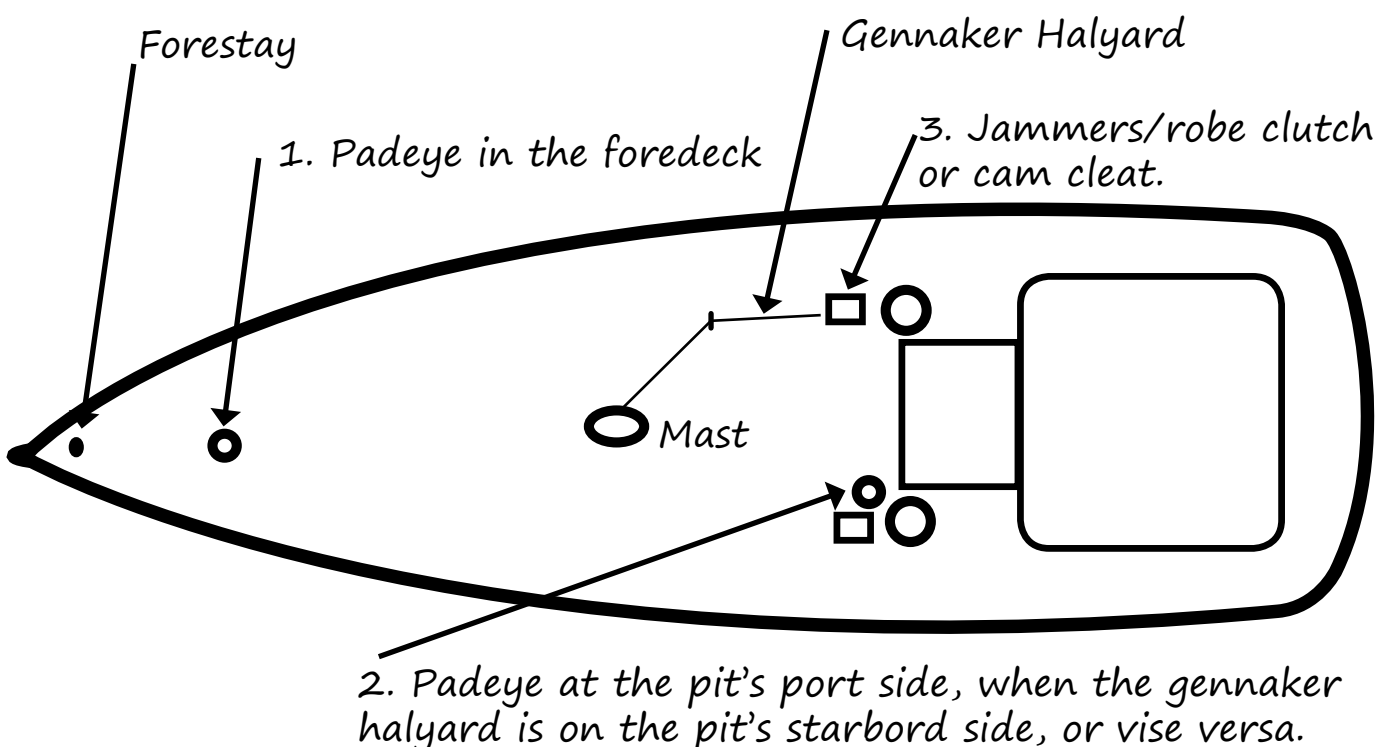 Forestay
Gennaker Halyard
1. Padeye in the foredeck
3. Jammers/robe clutch
or cam cleat.
Mast
2. Padeye at the pit's port side, when the gennaker
halyard is on the pit's starbord side, or vise versa.